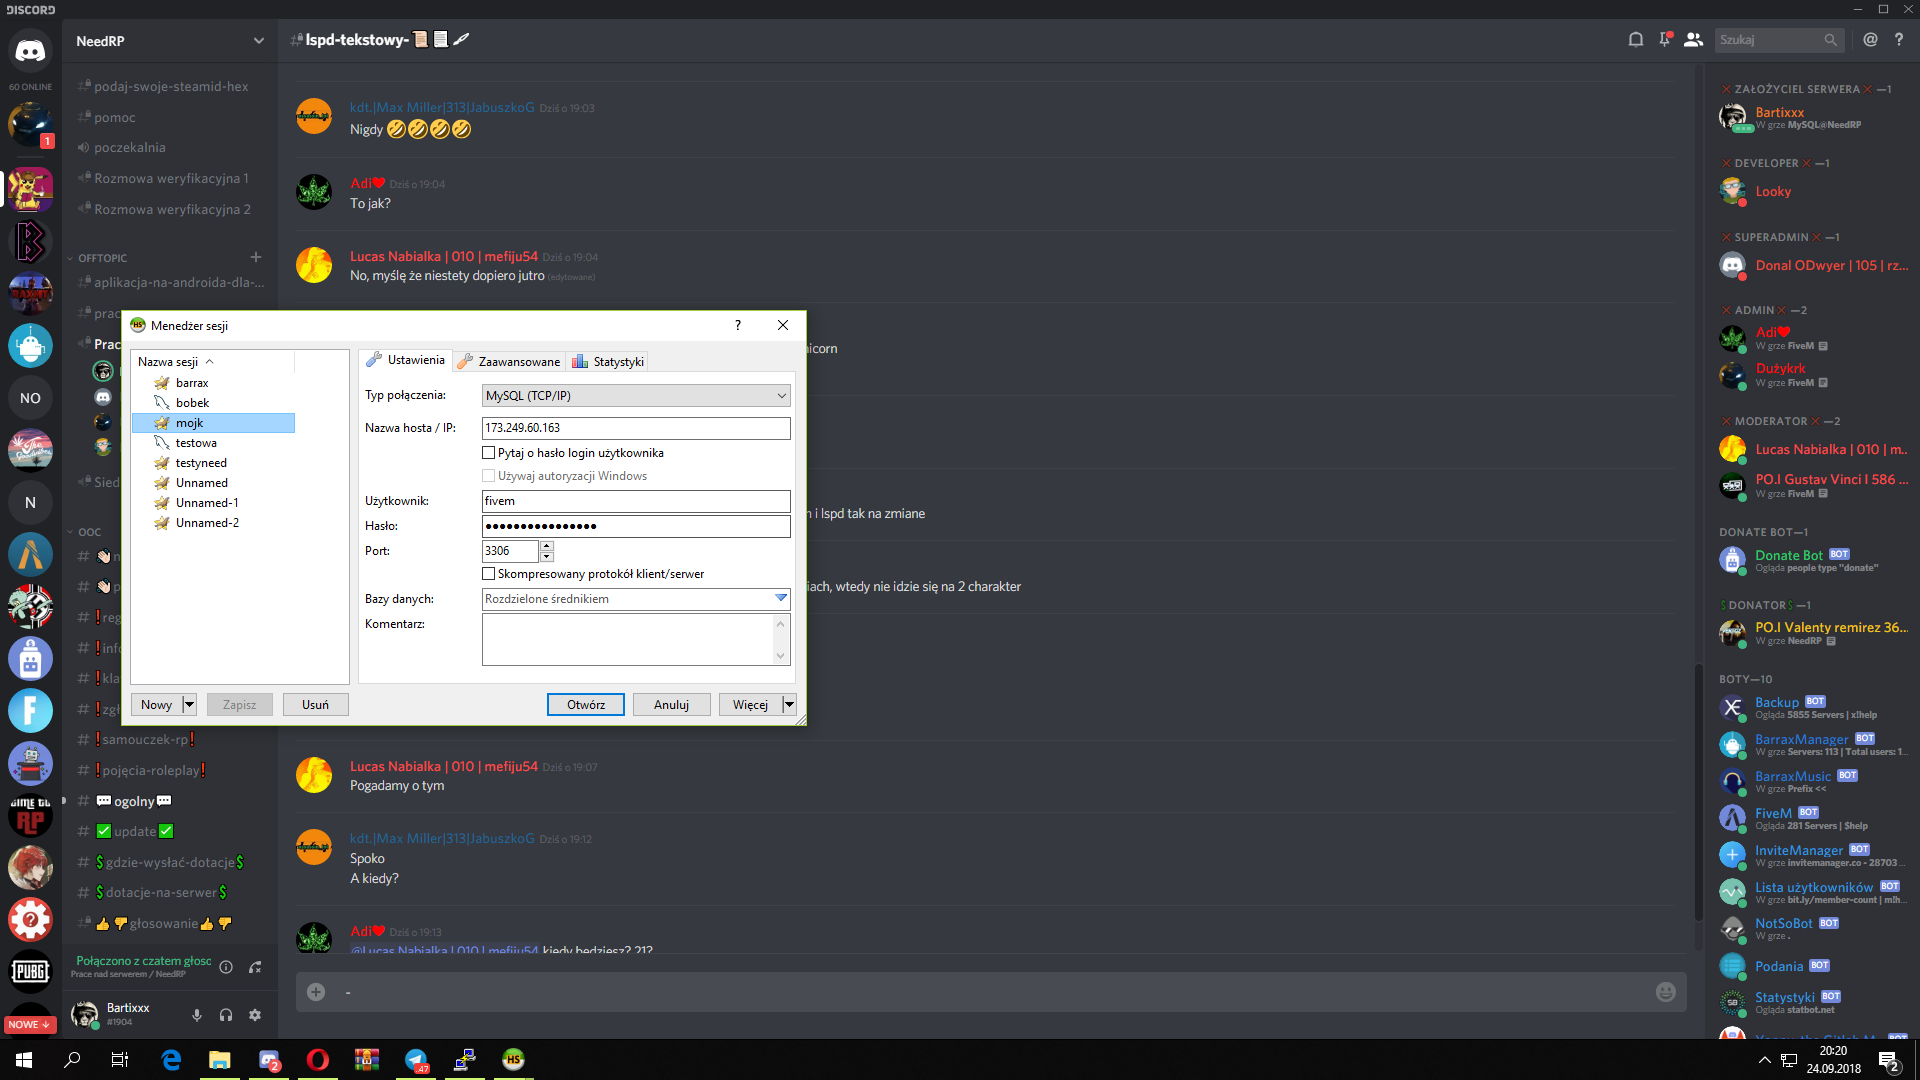 DISCORD
60 ONLINE
1
NO
N
GIME TO
RP
PUBG
NOWE
NeedRP
podaj-swoje-steamid-hex
pomoc
poczekalnia
Rozmowa weryfikacyjna 1
Rozmowa weryfikacyjna 2
OFFTOPIC
aplikacja-na-androida-dla-...
prac
Prac
Sied
OOC
# n
# p
# ❗reg
# ❗info
# ❗kla
# ❗zgł
# ❗samouczek-rp❗
# ❗pojęcia-roleplay❗
# 💬ogolny💬
# ✅update✅
# 💲gdzie-wysłać-dotacje💲
# 💲dotacje-na-serwer💲
👍👎głosowanie👍👎
Połączono z czatem głosc
Prace nad serwerem / NeedRP
Bartixxx
#1904
#lspd-tekstowy-📜📃🖋
Szukaj
kdt.|Max Miller|313|JabuszkoG Dziś o 19:03
Nigdy 🤣🤣🤣🤣
Adi❤ Dziś o 19:04
To jak?
Lucas Nabialka | 010 | mefiju54 Dziś o 19:04
No, myślę że niestety dopiero jutro (edytowane)
icorn
n i lspd tak na zmiane
iach, wtedy nie idzie się na 2 charakter
Lucas Nabialka | 010 | mefiju54 Dziś o 19:07
Pogadamy o tym
kdt.|Max Miller|313|JabuszkoG Dziś o 19:12
Spoko
A kiedy?
Adi❤ Dziś o 19:13
@Lucas Nabialka | 010 | mefiju54 kiedy będziesz? 21?
-
Menedżer sesji
?
Nazwa sesji
barrax
bobek
mojk
testowa
testyneed
Unnamed
Unnamed-1
Unnamed-2
Ustawienia
Zaawansowane
Statystyki
Typ połączenia:
MySQL (TCP/IP)
Nazwa hosta / IP:
173.249.60.163
Pytaj o hasło login użytkownika
Używaj autoryzacji Windows
Użytkownik:
fivem
Hasło:
●●●●●●●●●●●●●●●●
Port:
3306
Skompresowany protokół klient/serwer
Bazy danych:
Rozdzielone średnikiem
Komentarz:
Nowy
Zapisz
Usuń
Otwórz
Anuluj
Więcej
❌ZAŁOŻYCIEL SERWERA❌—1
Bartixxx
W grze MySQL@NeedRP
❌DEVELOPER❌—1
Looky
❌SUPERADMIN❌—1
Donal ODwyer | 105 | rz...
❌ADMIN❌—2
Adi❤
W grze FiveM
Dużykrk
W grze FiveM
❌MODERATOR❌—2
Lucas Nabialka | 010 | m...
PO.I Gustav Vinci I 586 ...
W grze FiveM
DONATE BOT—1
Donate Bot BOT
Ogląda people type "donate"
💲DONATOR💲—1
PO.I Valenty remirez 36...
W grze NeedRP
BOTY—10
Backup BOT
Ogląda 5855 Servers | x!help
BarraxManager BOT
W grze Servers: 113 | Total users: 1...
BarraxMusic BOT
W grze Prefix <<
FiveM BOT
Ogląda 281 Servers | $help
InviteManager BOT
W grze invitemanager.co - 28703 ...
Lista użytkowników BOT
W grze bit.ly/member-count | m!h...
NotSoBot BOT
W grze .
Podania BOT
Statystyki BOT
Ogląda statbot.net
2
47
HS
20:20
24.09.2018
2